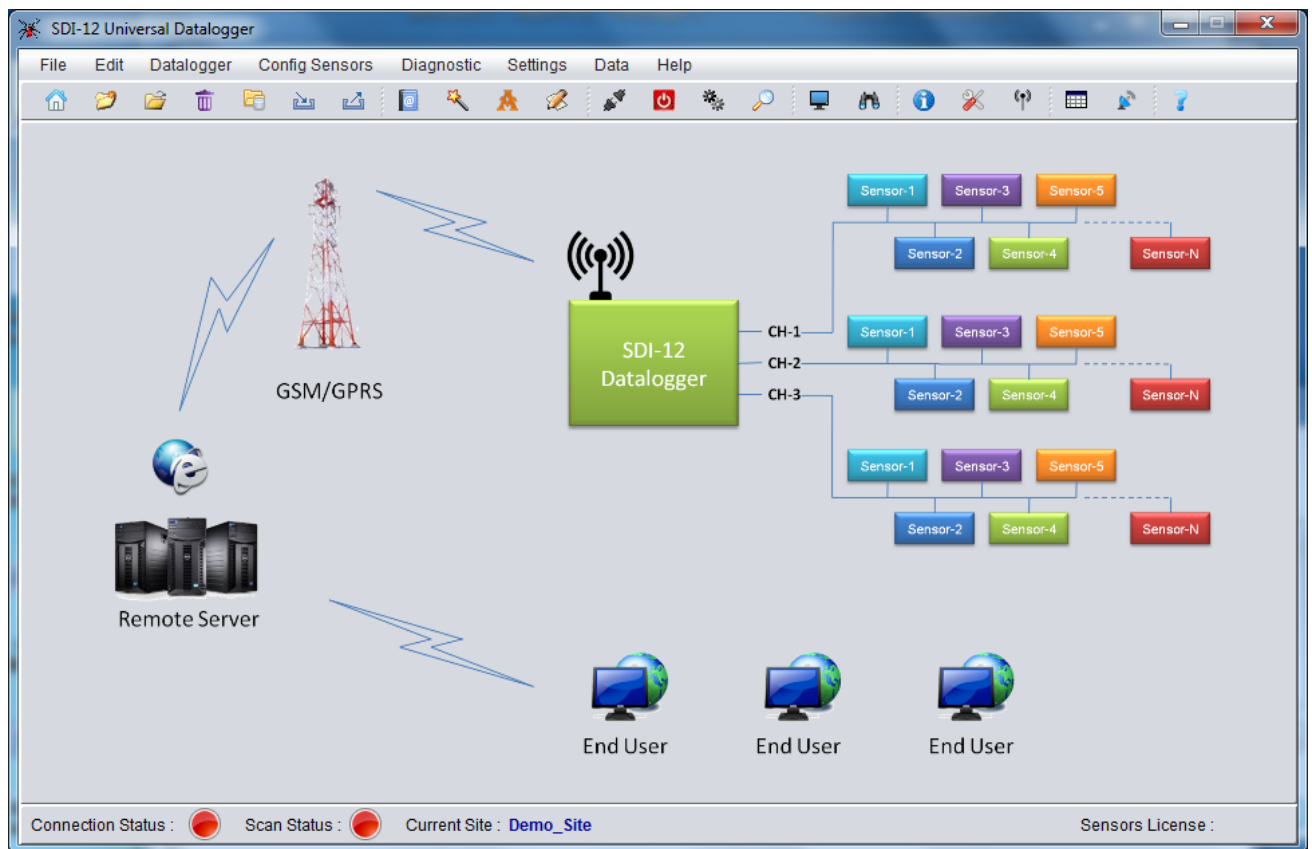 SDI-12 Universal Datalogger
File Edit Datalogger Config Sensors Diagnostic Settings Data Help
Sensor-1 Sensor-3 Sensor-5
Sensor-2 Sensor-4 Sensor-N
GSM/GPRS
SDI-12
Datalogger
CH-1
CH-2
CH-3
Sensor-1 Sensor-3 Sensor-5
Sensor-2 Sensor-4 Sensor-N
Sensor-1 Sensor-3 Sensor-5
Sensor-2 Sensor-4 Sensor-N
Remote Server
End User End User End User
Connection Status : Scan Status : Current Site : Demo_Site Sensors License :